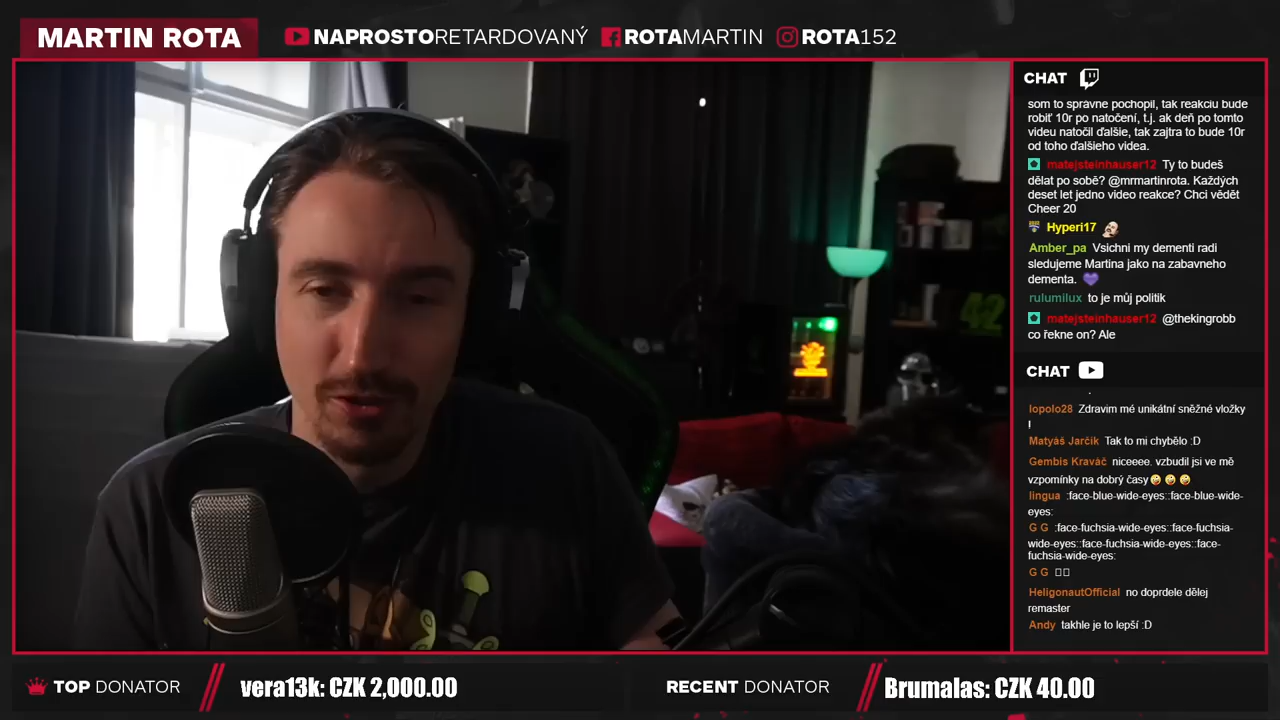 MARTIN ROTA
NAPROSTORETARDOVANÝ
ROTAMARTIN
ROTA152
CHAT
som to správne pochopil, tak reakciu bude
robiť 10r po natočení, t.j. ak deň po tomto
videu natočil ďalšie, tak zajtra to bude 10r
od toho ďalšieho videa.
matejsteinhauser12 Ty to budeš
dělat po sobě? @mrmartinrota. Každých
deset let jedno video reakce? Chci vědět
Cheer 20
Hyperi17
Amber_pa Vsichni my dementi radi
sledujeme Martina jako na zabavneho
dementa.
rulumilux to je můj politik
matejsteinhauser12 @thekingrobb
co řekne on? Ale
CHAT
lopolo28 Zdravim mé unikátní sněžné vložky
!
Matyáš Jarčík Tak to mi chybělo :D
Gembis Kraváč niceeee. vzbudil jsi ve mě
vzpomínky na dobrý časy
lingua :face-blue-wide-eyes::face-blue-wide-
eyes:
G G :face-fuchsia-wide-eyes::face-fuchsia-
wide-eyes::face-fuchsia-wide-eyes::face-
fuchsia-wide-eyes:
G G
HeligonautOfficial no doprdele dělej
remaster
Andy takhle je to lepší :D
42
TOP DONATOR
vera13k: CZK 2,000.00
RECENT DONATOR
Brumalas: CZK 40.00